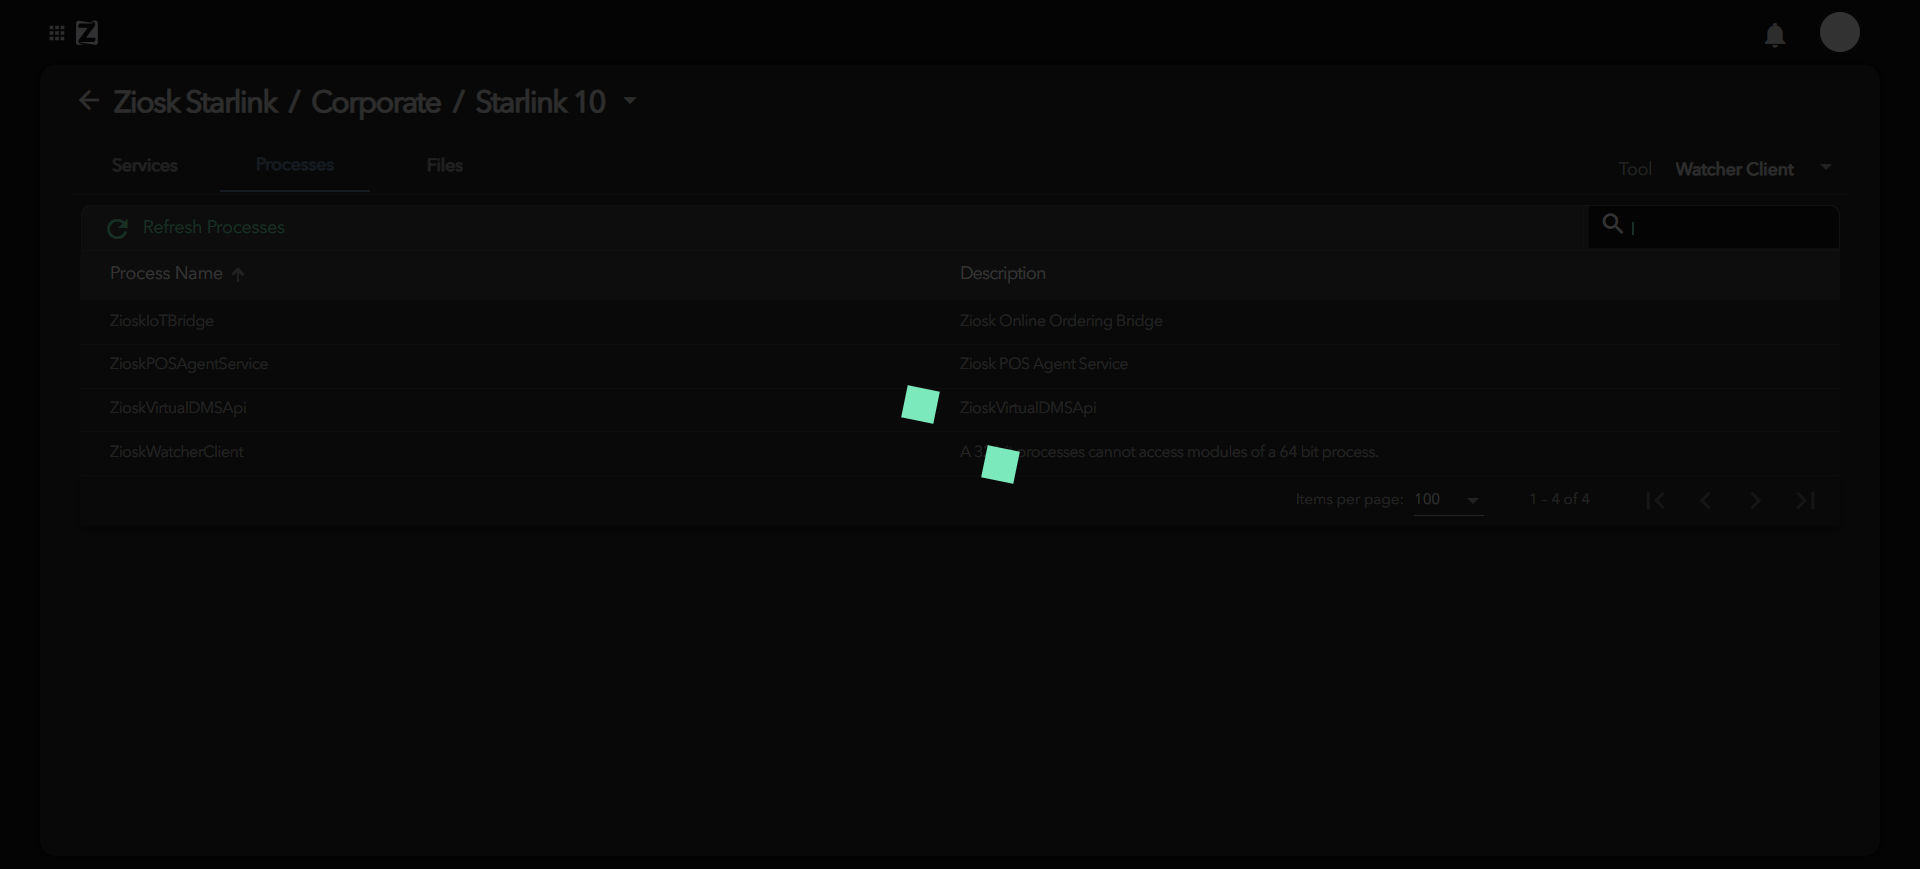 Z
Ziosk Starlink / Corporate / Starlink 10
Services Processes Files Tool Watcher Client
Refresh Processes
Process Name Description
ZioskIoTBridge Ziosk Online Ordering Bridge
ZioskPOSAgentService Ziosk POS Agent Service
ZioskVirtualDMSApi ZioskVirtualDMSApi
ZioskWatcherClient A 3 processes cannot access modules of a 64 bit process.
Items per page: 100 1 - 4 of 4